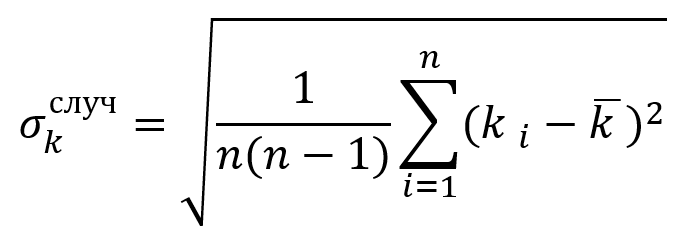 σ_k^случ = √(1/(n(n − 1)) ∑_{i=1}^{n} (k_i − k̅)²)